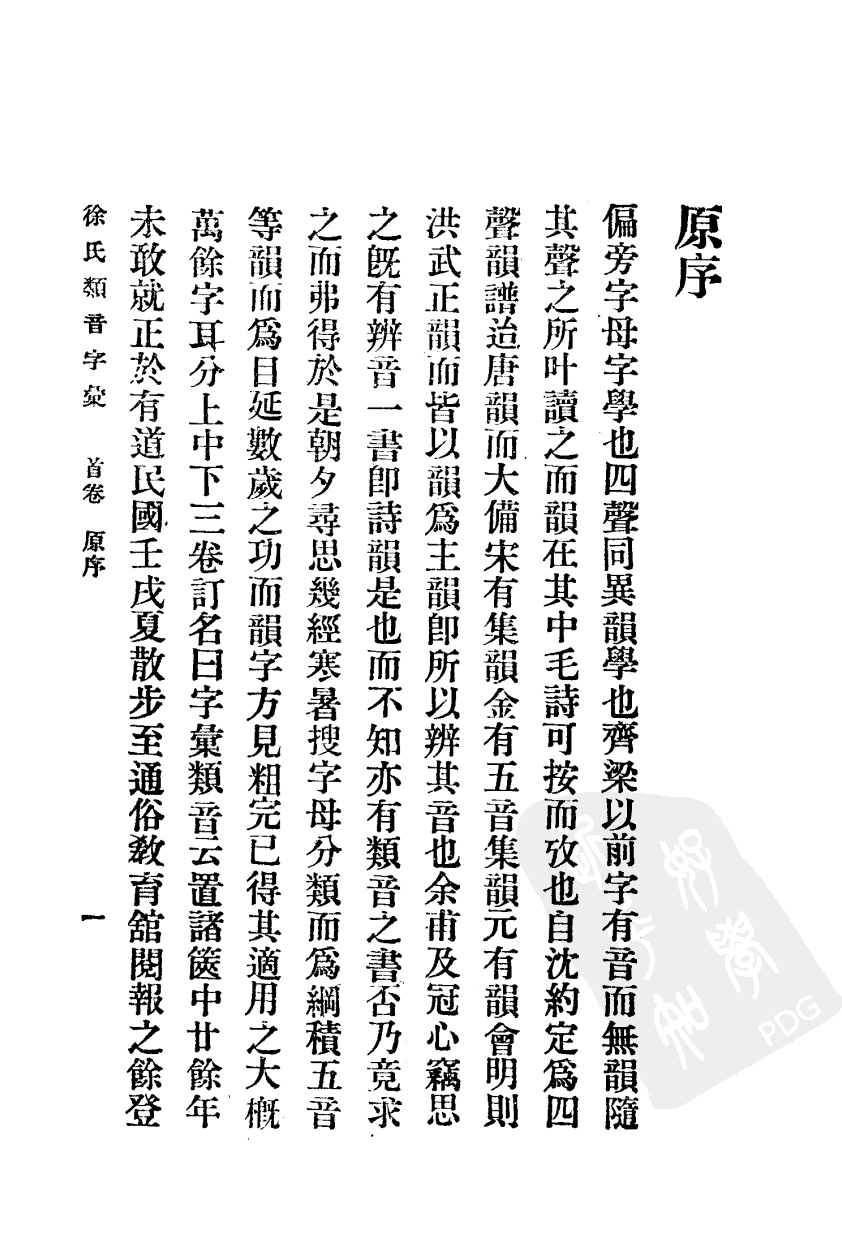 原序
偏旁字母字學也四聲同異韻學也齊梁以前字有音而無韻隨
其聲之所叶讀之而韻在其中毛詩可按而攷也自沈約定爲四
聲韻譜迨唐韻而大備宋有集韻金有五音集韻元有韻會明則
洪武正韻而皆以韻爲主韻卽所以辨其音也余甫及冠心竊思
之旣有辨音一書卽詩韻是也而不知亦有類音之書否乃竟求
之而弗得於是朝夕尋思幾經寒暑搜字母分類而爲綱積五音
等韻而爲目延數歲之功而韻字方見粗完已得其適用之大槪
萬餘字耳分上中下三卷訂名曰字彙類音云置諸篋中廿餘年
未敢就正於有道民國壬戌夏散步至通俗敎育舘閱報之餘登
徐氏類音字彙 首卷 原序 一
PDG